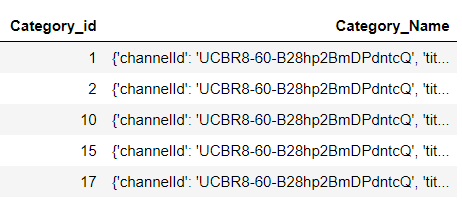 Category_id Category_Name
1 {'channelId': 'UCBR8-60-B28hp2BmDPdntcQ', 'tit...
2 {'channelId': 'UCBR8-60-B28hp2BmDPdntcQ', 'tit...
10 {'channelId': 'UCBR8-60-B28hp2BmDPdntcQ', 'tit...
15 {'channelId': 'UCBR8-60-B28hp2BmDPdntcQ', 'tit...
17 {'channelId': 'UCBR8-60-B28hp2BmDPdntcQ', 'tit...